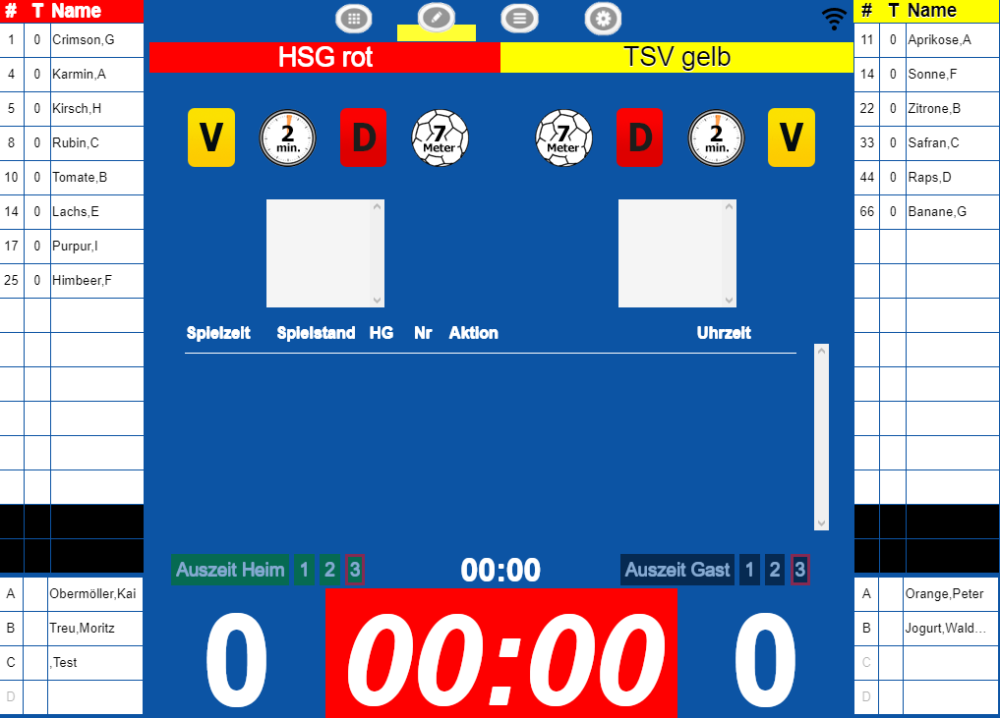 # T Name
1 0 Crimson,G
4 0 Karmin,A
5 0 Kirsch,H
8 0 Rubin,C
10 0 Tomate,B
14 0 Lachs,E
17 0 Purpur,I
25 0 Himbeer,F
A Obermöller,Kai
B Treu,Moritz
C ,Test
D
HSG rot TSV gelb
V 2 min. D 7 Meter 7 Meter D 2 min. V
Spielzeit Spielstand HG Nr Aktion Uhrzeit
Auszeit Heim 1 2 3 00:00 Auszeit Gast 1 2 3
0 00:00 0
# T Name
11 0 Aprikose,A
14 0 Sonne,F
22 0 Zitrone,B
33 0 Safran,C
44 0 Raps,D
66 0 Banane,G
A Orange,Peter
B Jogurt,Wald...
C
D